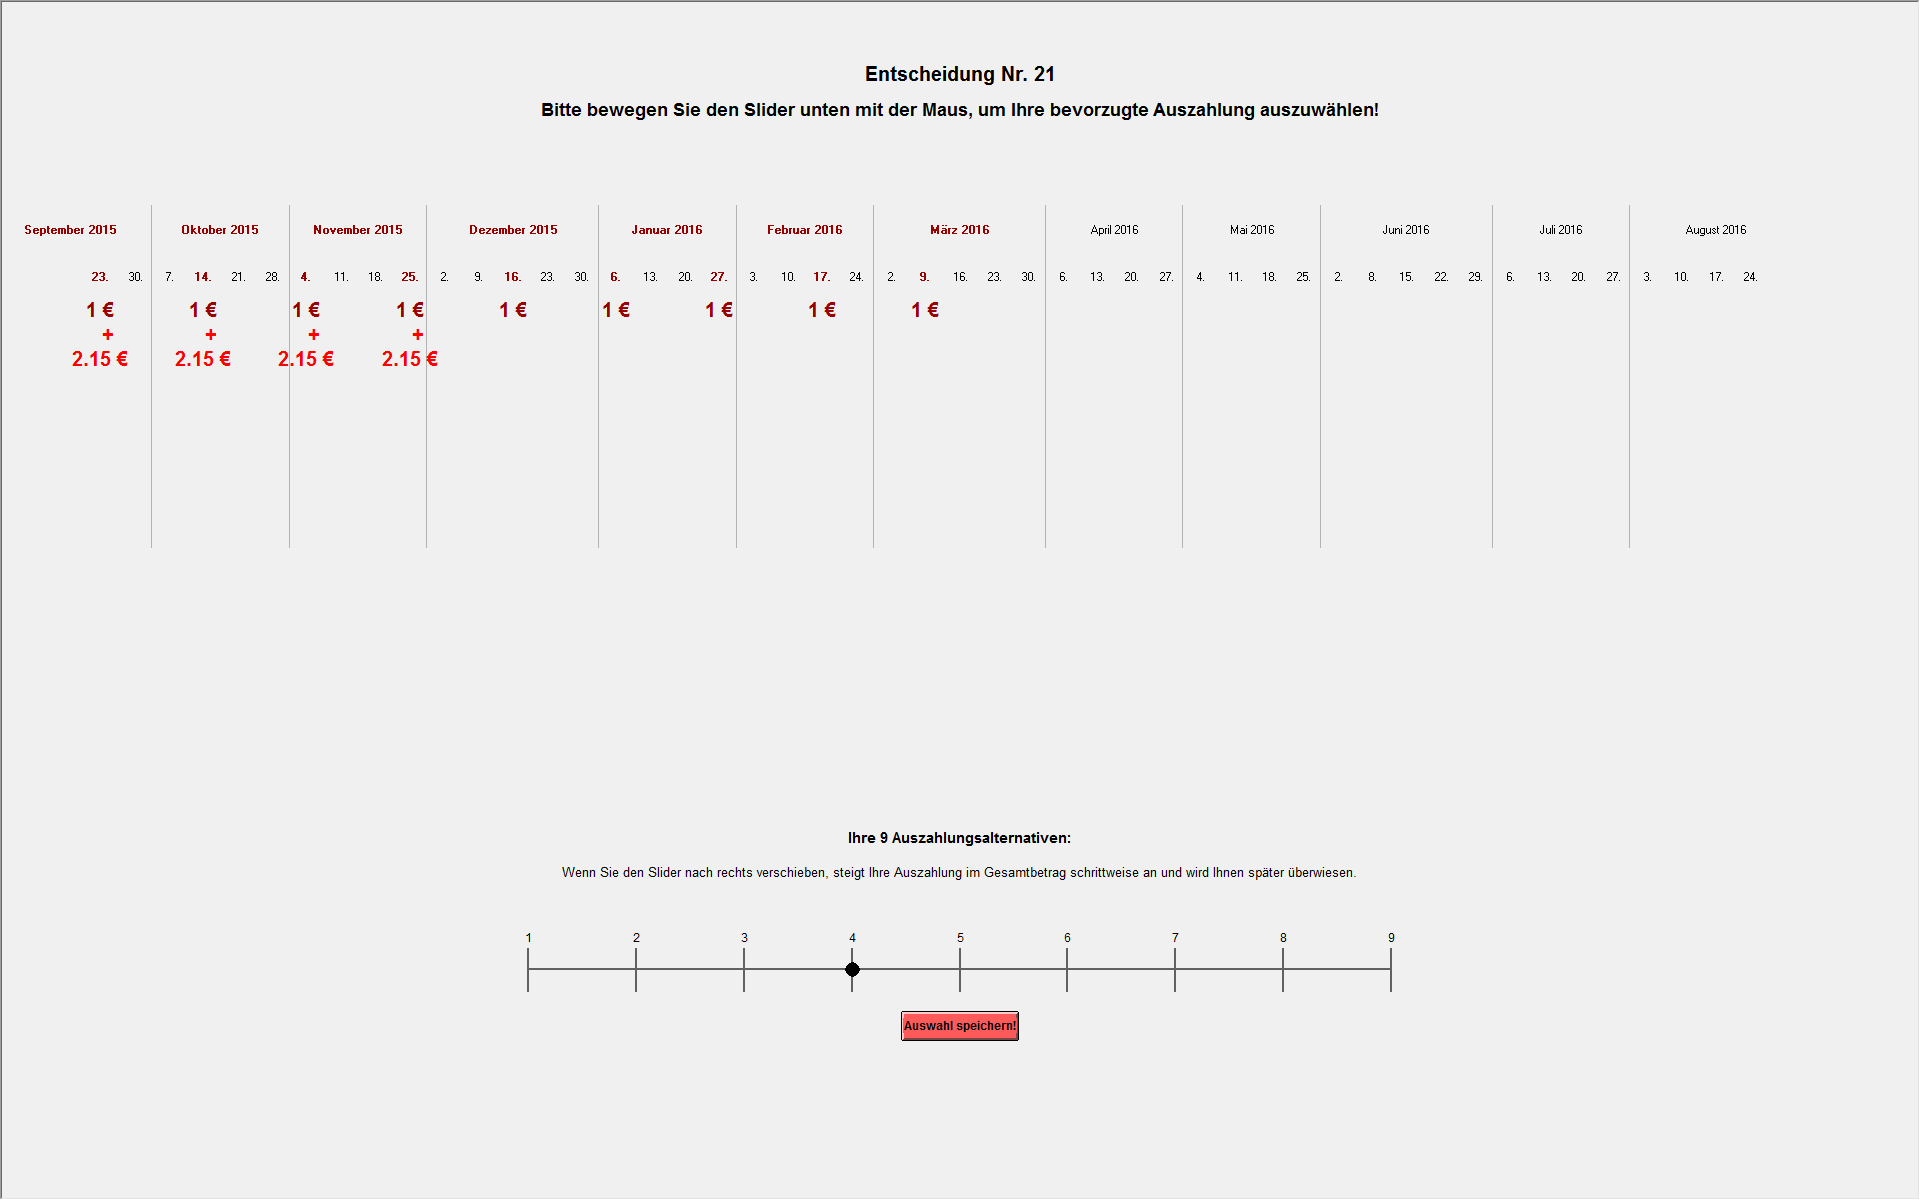 Entscheidung Nr. 21
Bitte bewegen Sie den Slider unten mit der Maus, um Ihre bevorzugte Auszahlung auszuwählen!
September 2015 Oktober 2015 November 2015 Dezember 2015 Januar 2016 Februar 2016 März 2016 April 2016 Mai 2016 Juni 2016 Juli 2016 August 2016
23. 30. 7. 14. 21. 28. 4. 11. 18. 25. 2. 9. 16. 23. 30. 6. 13. 20. 27. 3. 10. 17. 24. 2. 9. 16. 23. 30. 6. 13. 20. 27. 4. 11. 18. 25. 2. 8. 15. 22. 29. 6. 13. 20. 27. 3. 10. 17. 24.
1 € 1 € 1 € 1 € 1 € 1 € 1 € 1 € 1 €
+ + + +
2.15 € 2.15 € 2.15 € 2.15 €
Ihre 9 Auszahlungsalternativen:
Wenn Sie den Slider nach rechts verschieben, steigt Ihre Auszahlung im Gesamtbetrag schrittweise an und wird Ihnen später überwiesen.
1 2 3 4 5 6 7 8 9
Auswahl speichern!